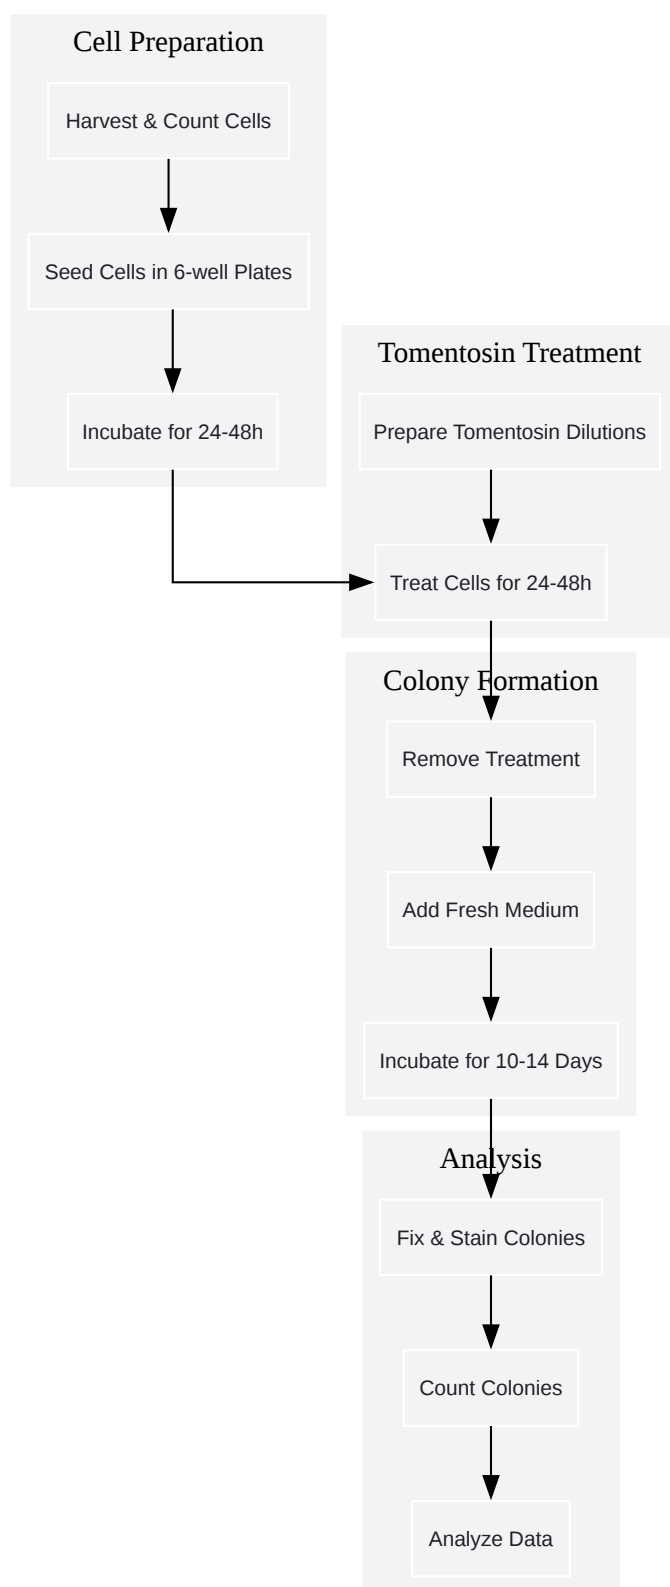 Cell Preparation
Harvest & Count Cells
Seed Cells in 6-well Plates
Incubate for 24-48h
Tomentosin Treatment
Prepare Tomentosin Dilutions
Treat Cells for 24-48h
Colony Formation
Remove Treatment
Add Fresh Medium
Incubate for 10-14 Days
Analysis
Fix & Stain Colonies
Count Colonies
Analyze Data